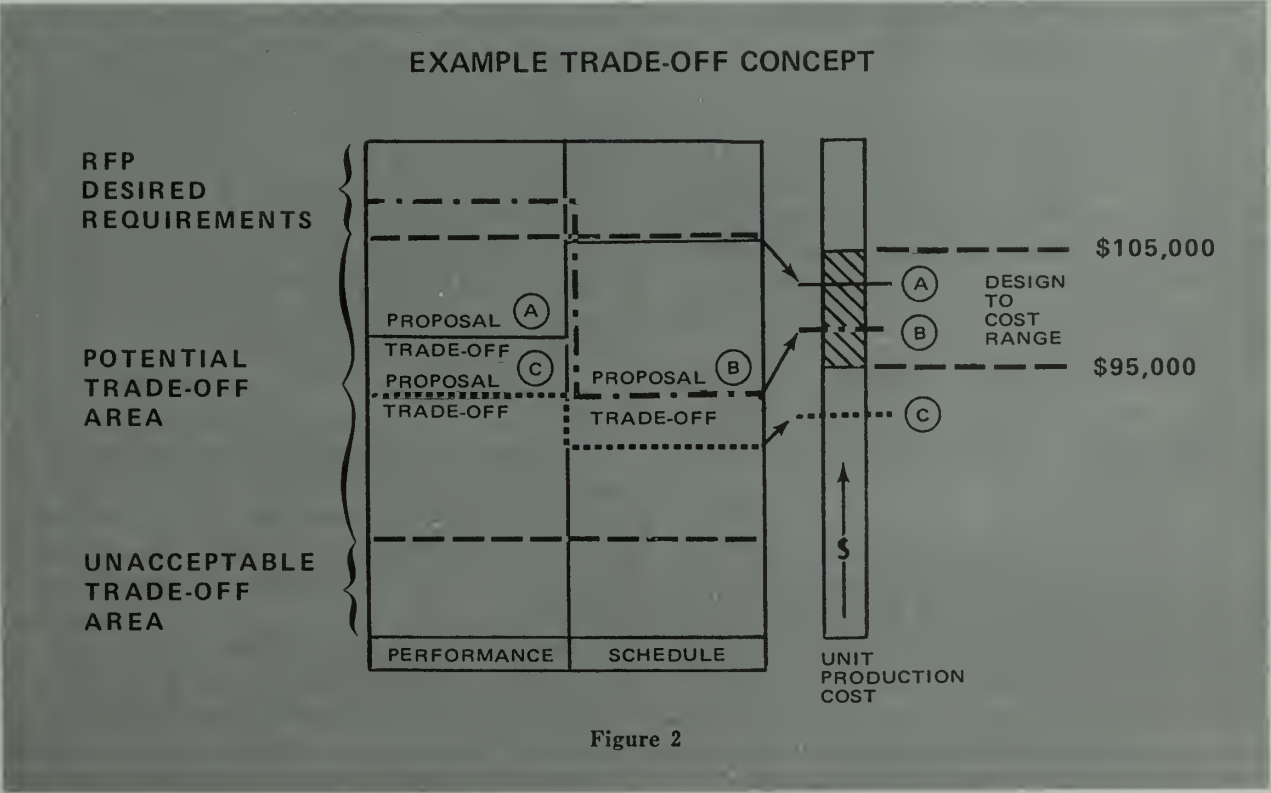 EXAMPLE TRADE-OFF CONCEPT
RFP
DESIRED
REQUIREMENTS
POTENTIAL
TRADE-OFF
AREA
UNACCEPTABLE
TRADE-OFF
AREA
PROPOSAL A
TRADE-OFF
PROPOSAL C
TRADE-OFF
PROPOSAL B
TRADE-OFF
PERFORMANCE
SCHEDULE
$105,000
A
DESIGN
TO
COST
RANGE
B
$95,000
C
$
UNIT
PRODUCTION
COST
Figure 2